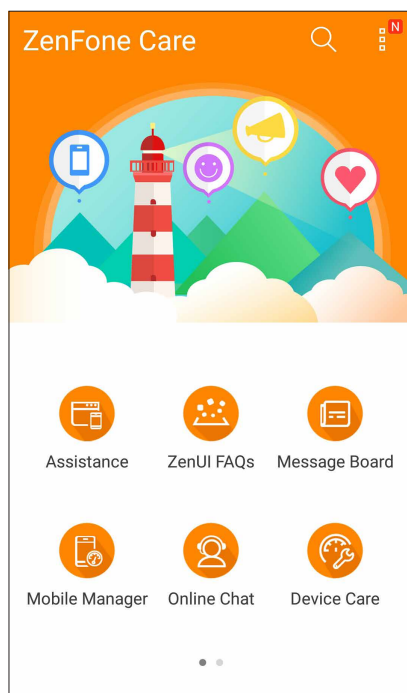 ZenFone Care
N
Assistance
ZenUI FAQs
Message Board
Mobile Manager
Online Chat
Device Care